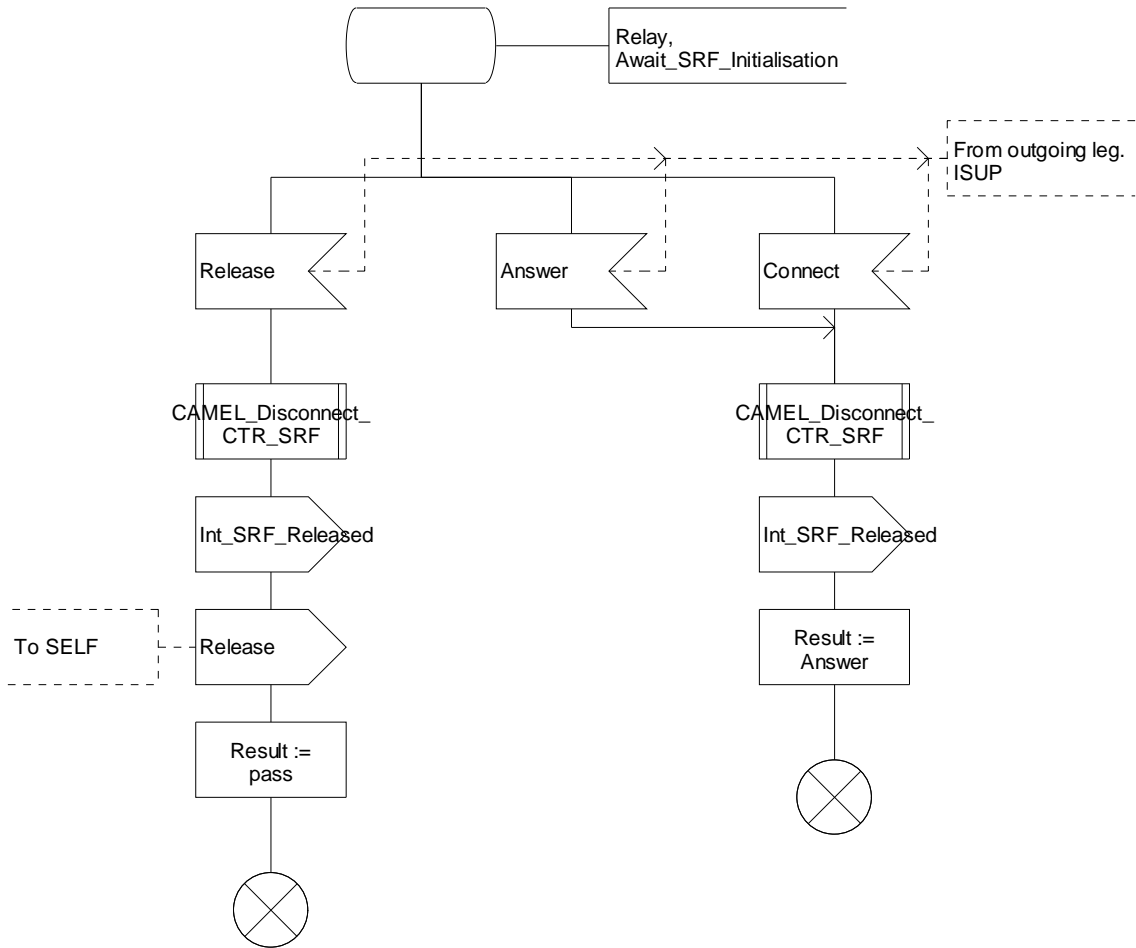 Relay,
Await_SRF_Initialisation
From outgoing leg.
ISUP
Release
Answer
Connect
CAMEL_Disconnect_
CTR_SRF
CAMEL_Disconnect_
CTR_SRF
Int_SRF_Released
Int_SRF_Released
To SELF
Release
Result :=
Answer
Result :=
pass